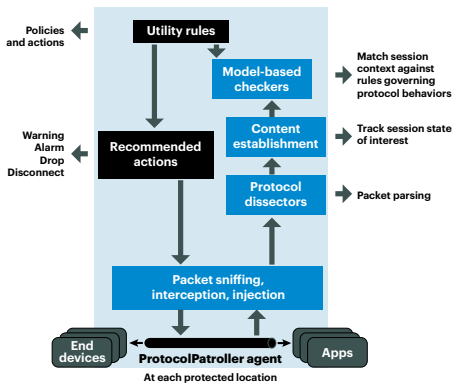 Policies
and actions
Utility rules
Model-based
checkers
Match session
context against
rules governing
protocol behaviors
Warning
Alarm
Drop
Disconnect
Recommended
actions
Content
establishment
Track session state
of interest
Protocol
dissectors
Packet parsing
Packet sniffing,
interception, injection
End
devices
ProtocolPatroller agent
Apps
At each protected location